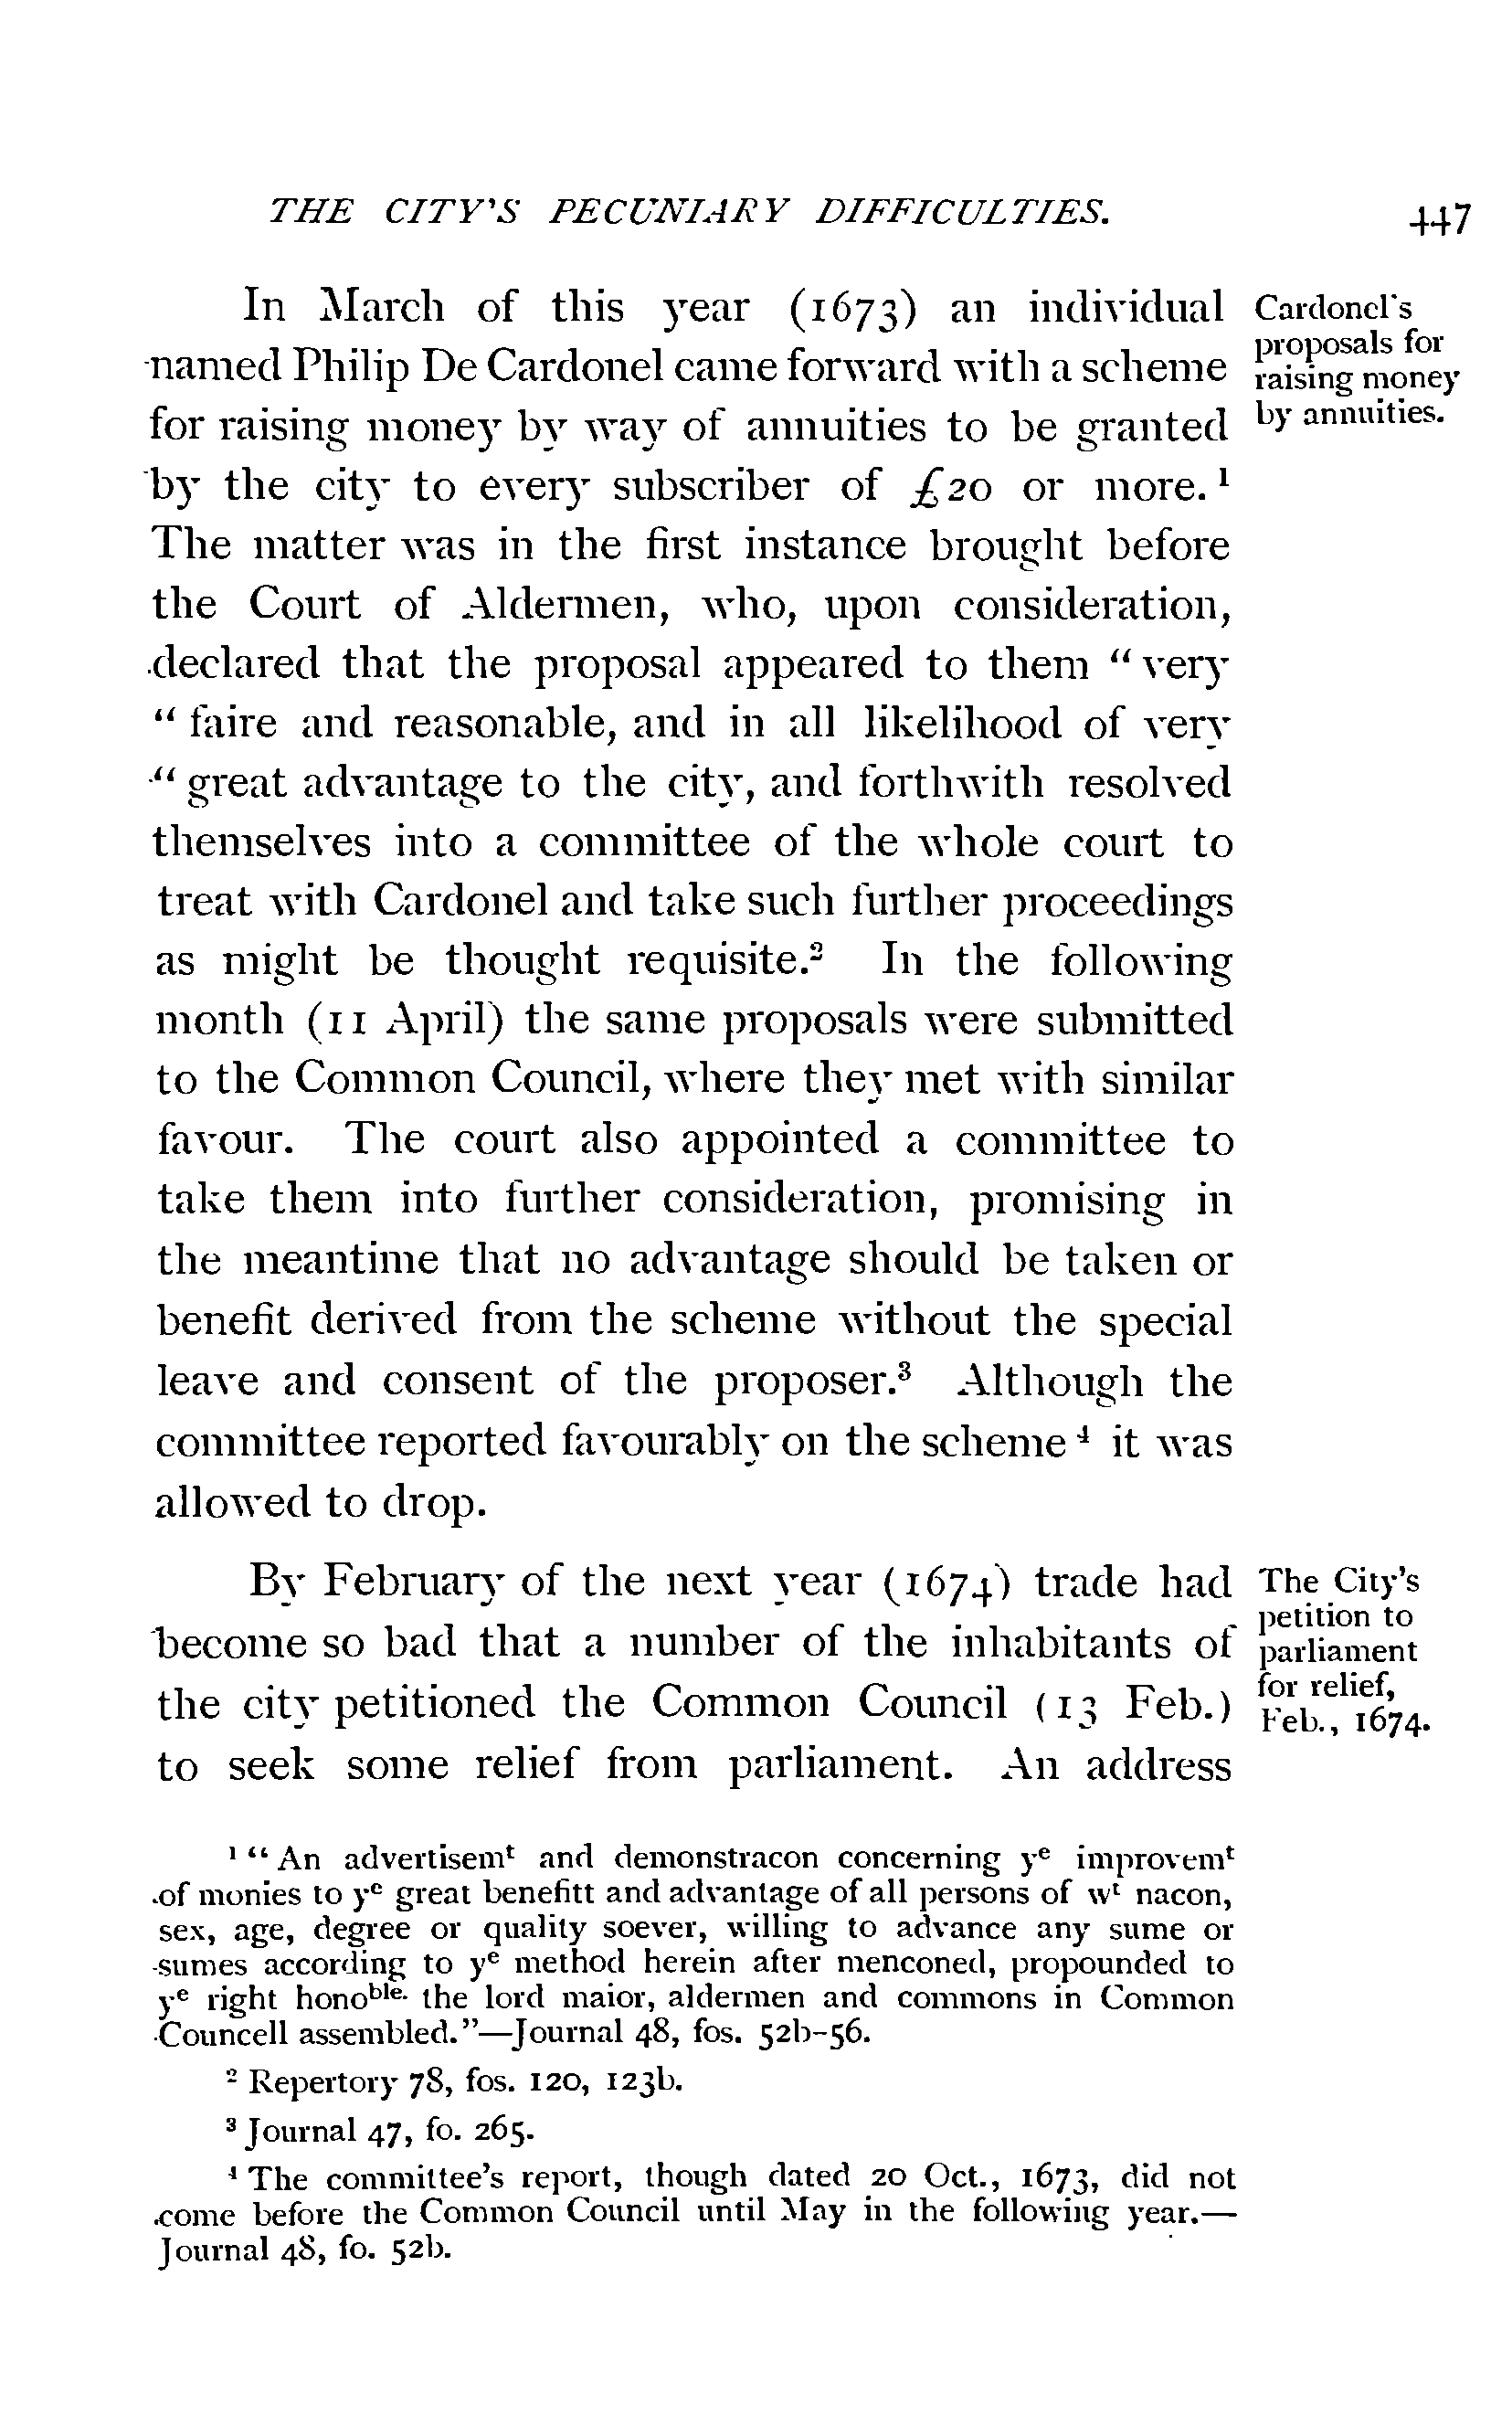 THE CITY'S PECUNIARY DIFFICULTIES. 447
In March of this year (1673) an individual
named Philip De Cardonel came forward with a scheme
for raising money by way of annuities to be granted
by the city to every subscriber of £20 or more.¹
The matter was in the first instance brought before
the Court of Aldermen, who, upon consideration,
declared that the proposal appeared to them “very
“faire and reasonable, and in all likelihood of very
“great advantage to the city, and forthwith resolved
themselves into a committee of the whole court to
treat with Cardonel and take such further proceedings
as might be thought requisite.² In the following
month (11 April) the same proposals were submitted
to the Common Council, where they met with similar
favour. The court also appointed a committee to
take them into further consideration, promising in
the meantime that no advantage should be taken or
benefit derived from the scheme without the special
leave and consent of the proposer.³ Although the
committee reported favourably on the scheme⁴ it was
allowed to drop.
Cardonel's
proposals for
raising money
by annuities.
By February of the next year (1674) trade had
become so bad that a number of the inhabitants of
the city petitioned the Common Council (13 Feb.)
to seek some relief from parliament. An address
The City's
petition to
parliament
for relief,
Feb., 1674.
¹ “An advertisemᵗ and demonstracon concerning yᵉ improvemᵗ
of monies to yᵉ great benefitt and advantage of all persons of wᵗ nacon,
sex, age, degree or quality soever, willing to advance any sume or
sumes according to yᵉ method herein after menconed, propounded to
yᵉ right honoᵇˡᵉ· the lord maior, aldermen and commons in Common
Councell assembled.”—Journal 48, fos. 52b-56.
² Repertory 78, fos. 120, 123b.
³ Journal 47, fo. 265.
⁴ The committee's report, though dated 20 Oct., 1673, did not
come before the Common Council until May in the following year.—
Journal 48, fo. 52b.